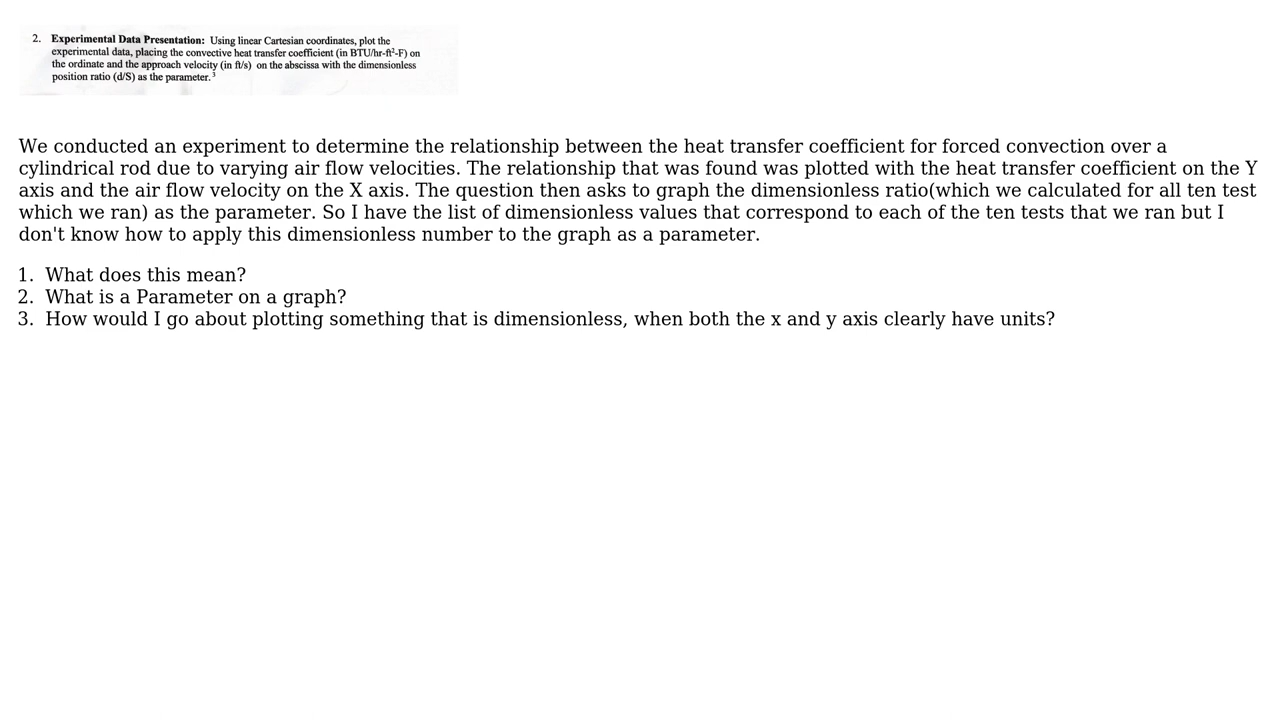 2. Experimental Data Presentation: Using linear Cartesian coordinates, plot the
experimental data, placing the convective heat transfer coefficient (in BTU/hr-ft²-F) on
the ordinate and the approach velocity (in ft/s) on the abscissa with the dimensionless
position ratio (d/S) as the parameter.³
We conducted an experiment to determine the relationship between the heat transfer coefficient for forced convection over a
cylindrical rod due to varying air flow velocities. The relationship that was found was plotted with the heat transfer coefficient on the Y
axis and the air flow velocity on the X axis. The question then asks to graph the dimensionless ratio(which we calculated for all ten test
which we ran) as the parameter. So I have the list of dimensionless values that correspond to each of the ten tests that we ran but I
don't know how to apply this dimensionless number to the graph as a parameter.
1. What does this mean?
2. What is a Parameter on a graph?
3. How would I go about plotting something that is dimensionless, when both the x and y axis clearly have units?